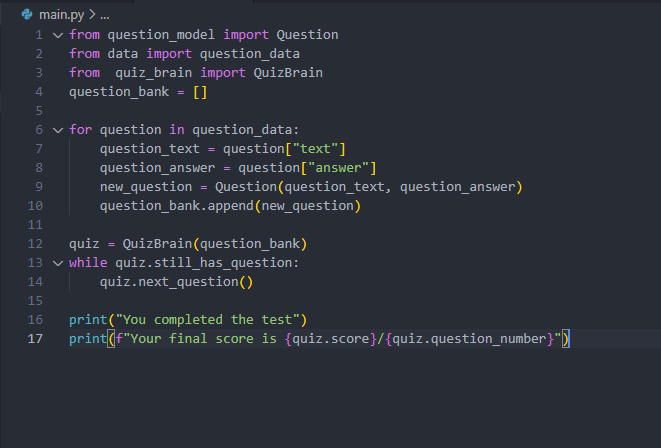 main.py > ...
1 from question_model import Question
2 from data import question_data
3 from  quiz_brain import QuizBrain
4 question_bank = []
5
6 for question in question_data:
7     question_text = question["text"]
8     question_answer = question["answer"]
9     new_question = Question(question_text, question_answer)
10     question_bank.append(new_question)
11
12 quiz = QuizBrain(question_bank)
13 while quiz.still_has_question:
14     quiz.next_question()
15
16 print("You completed the test")
17 print(f"Your final score is {quiz.score}/{quiz.question_number}")